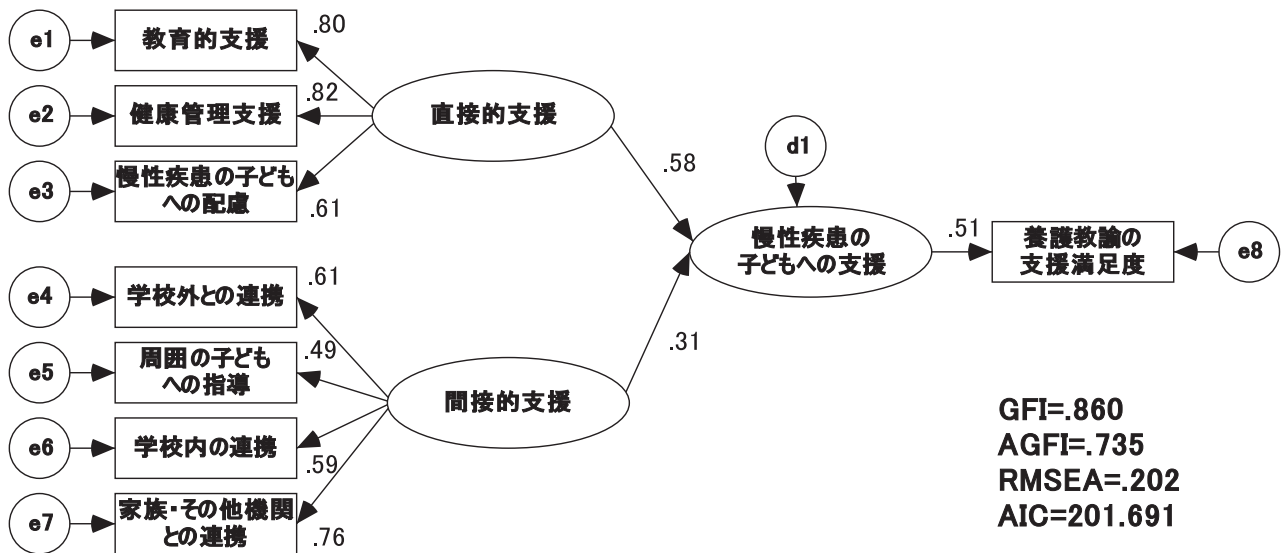 e1
教育的支援
.80
e2
健康管理支援
.82
直接的支援
e3
慢性疾患の子ども
への配慮
.61
.58
d1
慢性疾患の
子どもへの支援
.51
養護教諭の
支援満足度
e8
e4
学校外との連携
.61
e5
周囲の子ども
への指導
.49
間接的支援
.31
e6
学校内の連携
.59
e7
家族・その他機関
との連携
.76
GFI=.860
AGFI=.735
RMSEA=.202
AIC=201.691